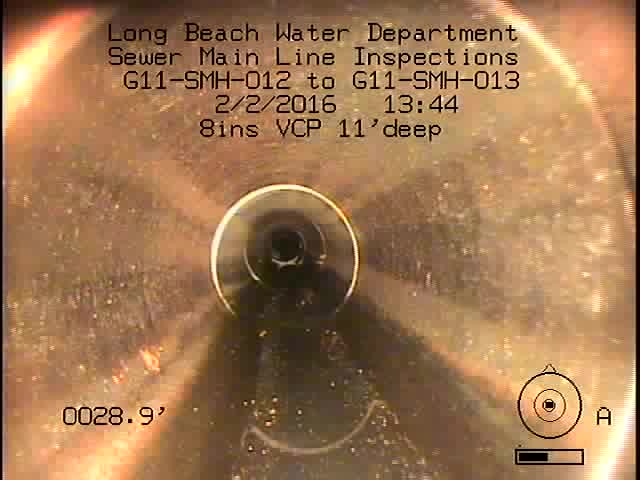 Long Beach Water Department
Sewer Main Line Inspections
G11-SMH-012 to G11-SMH-013
2/2/2016 13:44
8ins VCP 11'deep
0028.9'
A